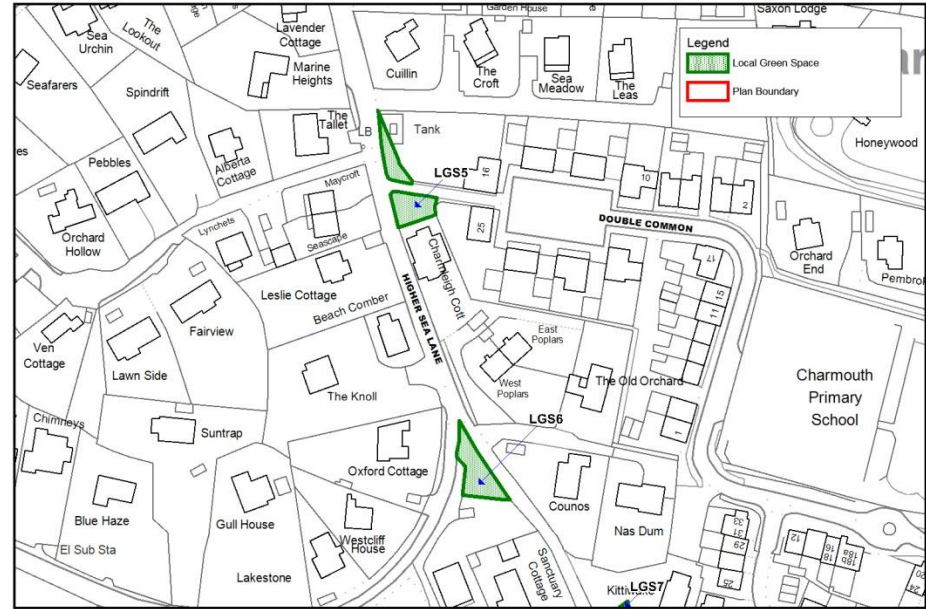 Garden House
Saxon Lodge
Sea
Urchin
The
Lookout
Lavender
Cottage
Marine
Heights
Cuillin
The
Croft
Sea
Meadow
The
Leas
Legend
Local Green Space
Plan Boundary
Seafarers
Spindrift
The
Tallet
LB
Tank
Honeywood
Pebbles
Alberta
Cottage
Maycroft
LGS5
16
10
2
Orchard
Hollow
Lynchets
Seascape
25
DOUBLE COMMON
Charmleigh Cott
17
Orchard
End
Leslie Cottage
HIGHER SEA LANE
15
11
Beach Comber
Fairview
East
Poplars
Ven
Cottage
Lawn Side
The Knoll
West
Poplars
The Old Orchard
Charmouth
Primary
School
Chimneys
Suntrap
LGS6
1
Oxford Cottage
Blue Haze
Gull House
Counos
Nas Dum
Westcliff
House
33
31
29
12
16
18
18a
18b
El Sub Sta
Lakestone
Sanctuary
Cottage
LGS7
25
20
24